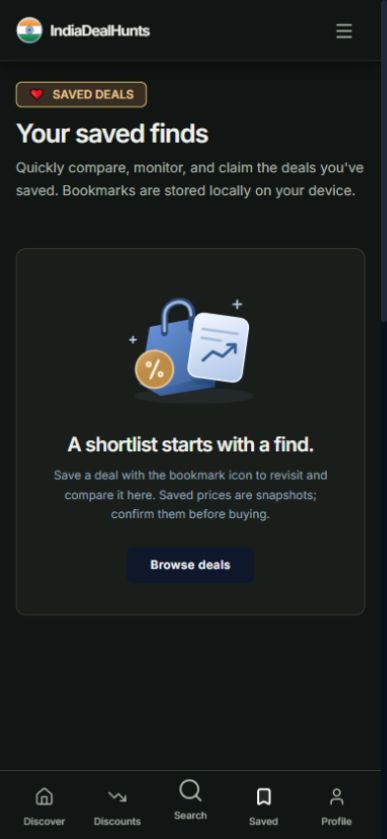 IndiaDealHunts
SAVED DEALS
Your saved finds
Quickly compare, monitor, and claim the deals you've
saved. Bookmarks are stored locally on your device.
%
A shortlist starts with a find.
Save a deal with the bookmark icon to revisit and
compare it here. Saved prices are snapshots;
confirm them before buying.
Browse deals
Discover
Discounts
Search
Saved
Profile